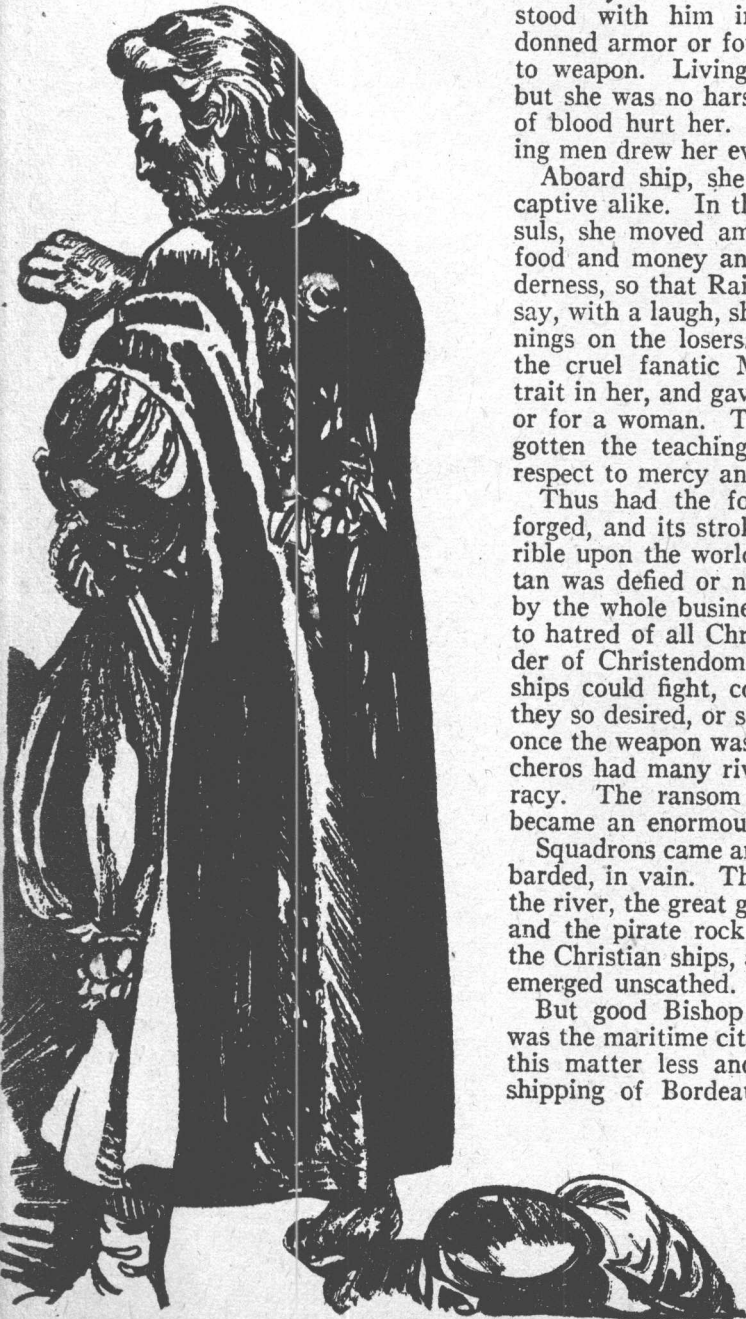 stood with him in
donned armor or fo
to weapon. Living
but she was no hars
of blood hurt her.
ing men drew her ev
Aboard ship, she
captive alike. In th
suls, she moved am
food and money an
derness, so that Rai
say, with a laugh, sh
nings on the losers.
the cruel fanatic M
trait in her, and gav
or for a woman. T
gotten the teaching
respect to mercy an
Thus had the fo
forged, and its strol
rible upon the world
tan was defied or n
by the whole busine
to hatred of all Chr
der of Christendom
ships could fight, co
they so desired, or s
once the weapon was
cheros had many riv
racy. The ransom
became an enormou
Squadrons came a
barded, in vain. Th
the river, the great g
and the pirate rock
the Christian ships,
emerged unscathed.
But good Bishop
was the maritime cit
this matter less and
shipping of Bordeau